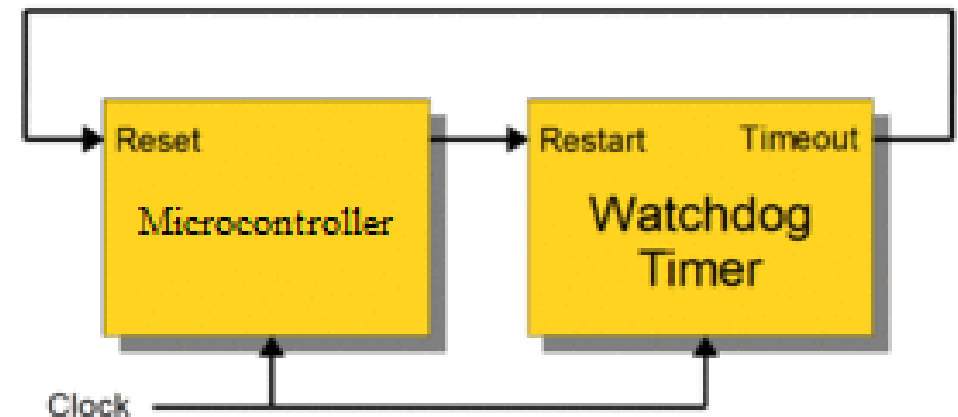 Reset
Restart Timeout
Microcontroller
Watchdog
Timer
Clock